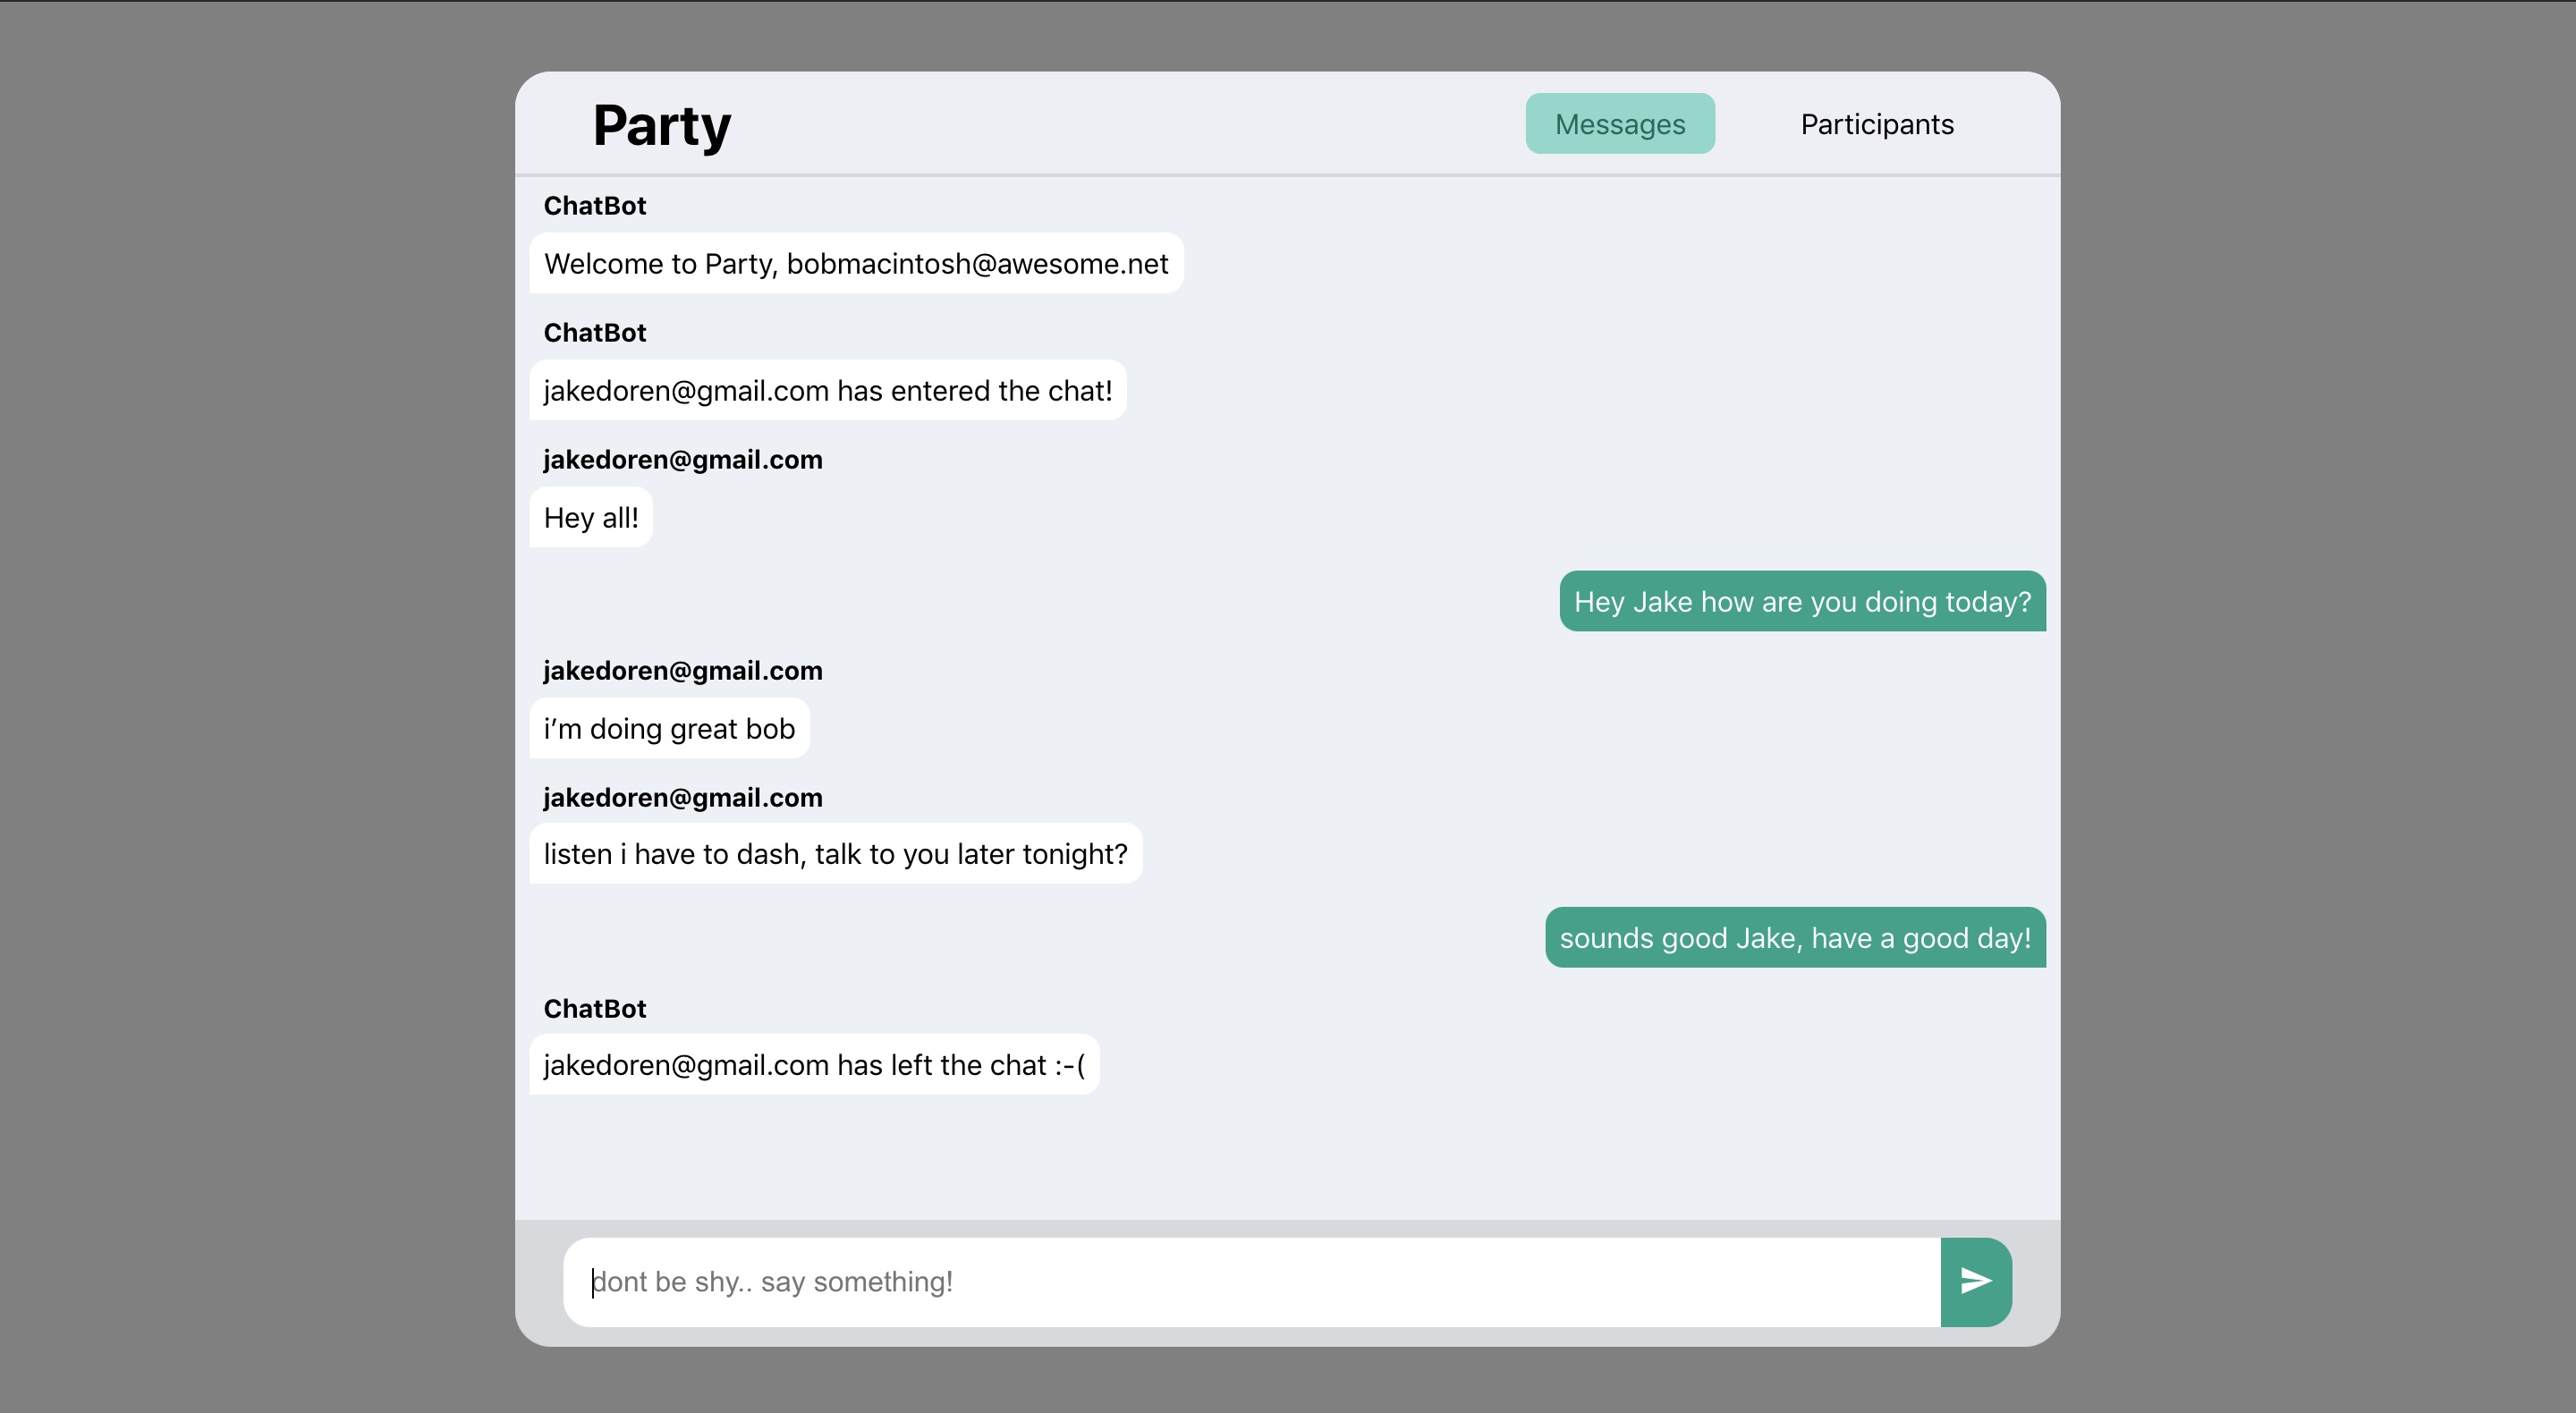 Party
Messages
Participants
ChatBot
Welcome to Party, bobmacintosh@awesome.net
ChatBot
jakedoren@gmail.com has entered the chat!
jakedoren@gmail.com
Hey all!
Hey Jake how are you doing today?
jakedoren@gmail.com
i’m doing great bob
jakedoren@gmail.com
listen i have to dash, talk to you later tonight?
sounds good Jake, have a good day!
ChatBot
jakedoren@gmail.com has left the chat :-(
dont be shy.. say something!